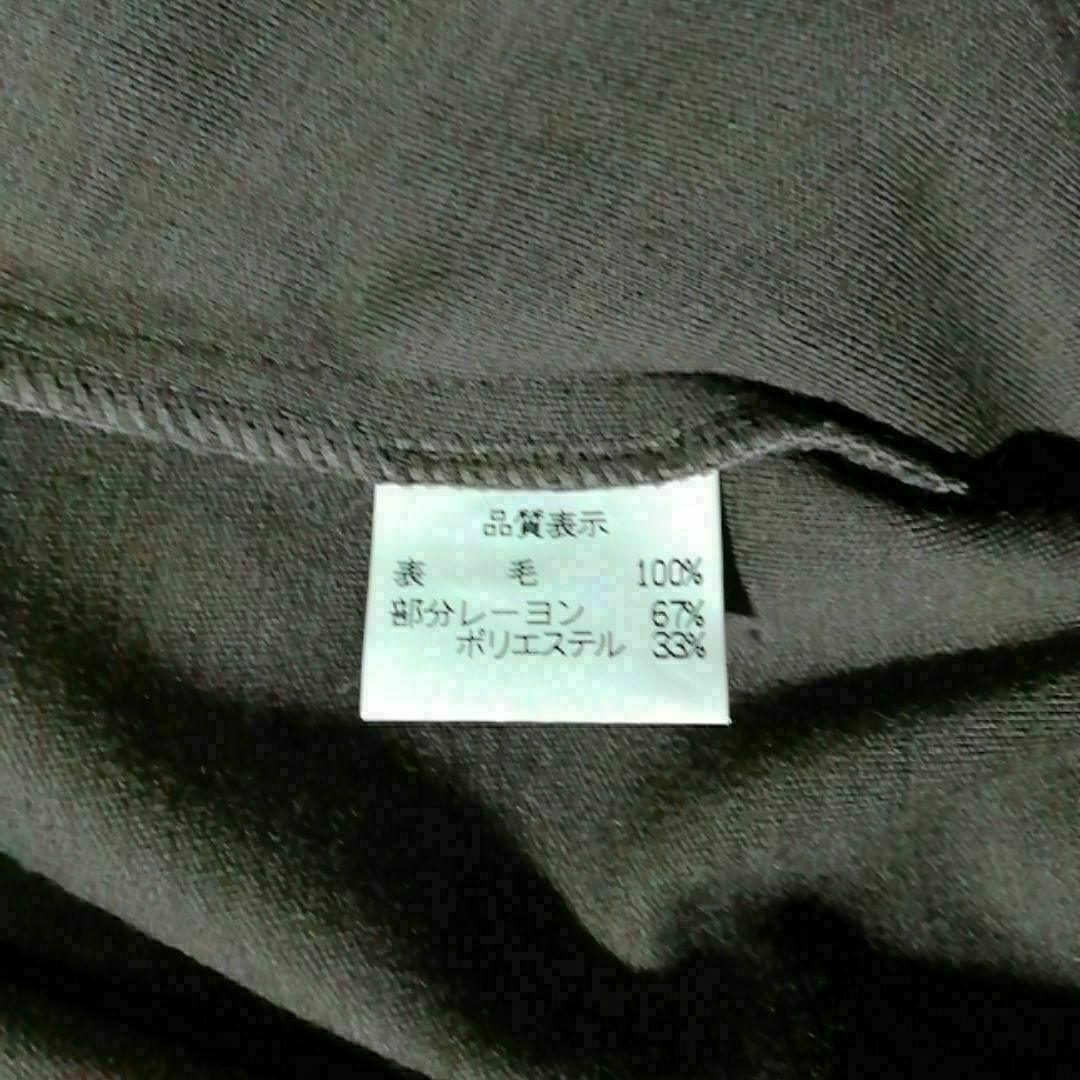 品質表示
表 毛 100%
部分レーヨン 67%
ポリエステル 33%